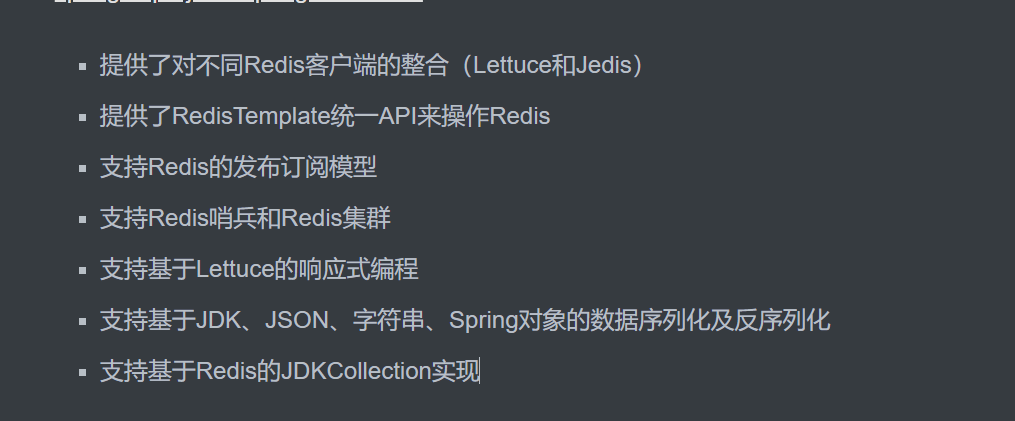 提供了对不同Redis客户端的整合（Lettuce和Jedis）
提供了RedisTemplate统一API来操作Redis
支持Redis的发布订阅模型
支持Redis哨兵和Redis集群
支持基于Lettuce的响应式编程
支持基于JDK、JSON、字符串、Spring对象的数据序列化及反序列化
支持基于Redis的JDKCollection实现